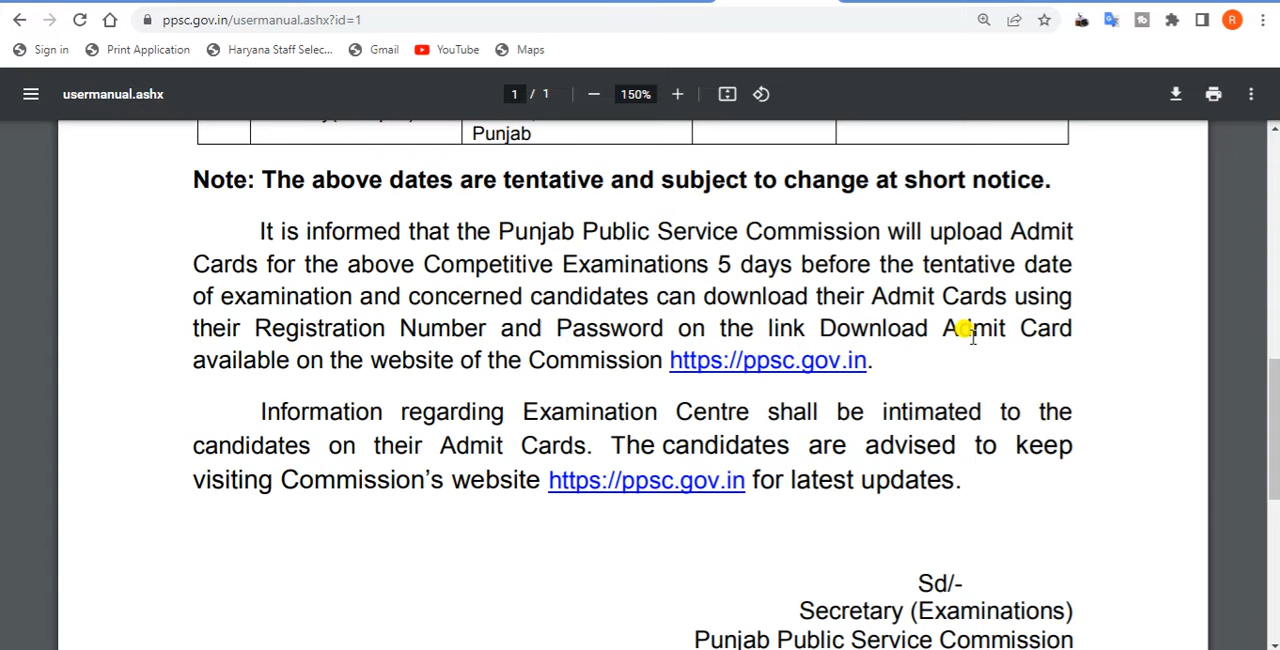 ppsc.gov.in/usermanual.ashx?id=1
R
Sign in Print Application Haryana Staff Selec... Gmail YouTube Maps
usermanual.ashx 1 / 1 150%
Punjab
Note: The above dates are tentative and subject to change at short notice.
It is informed that the Punjab Public Service Commission will upload Admit
Cards for the above Competitive Examinations 5 days before the tentative date
of examination and concerned candidates can download their Admit Cards using
their Registration Number and Password on the link Download Admit Card
available on the website of the Commission https://ppsc.gov.in.
Information regarding Examination Centre shall be intimated to the
candidates on their Admit Cards. The candidates are advised to keep
visiting Commission's website https://ppsc.gov.in for latest updates.
Sd/-
Secretary (Examinations)
Punjab Public Service Commission